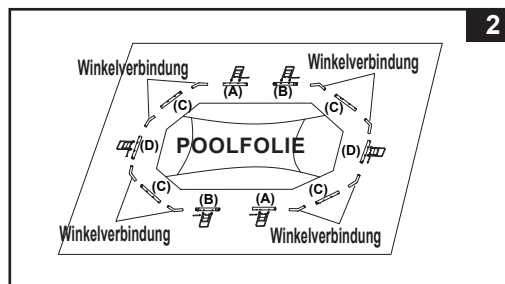 2
Winkelverbindung Winkelverbindung
(A) (B)
(C) (C)
POOLFOLIE
(D) (D)
(C) (C)
(B) (A)
Winkelverbindung Winkelverbindung